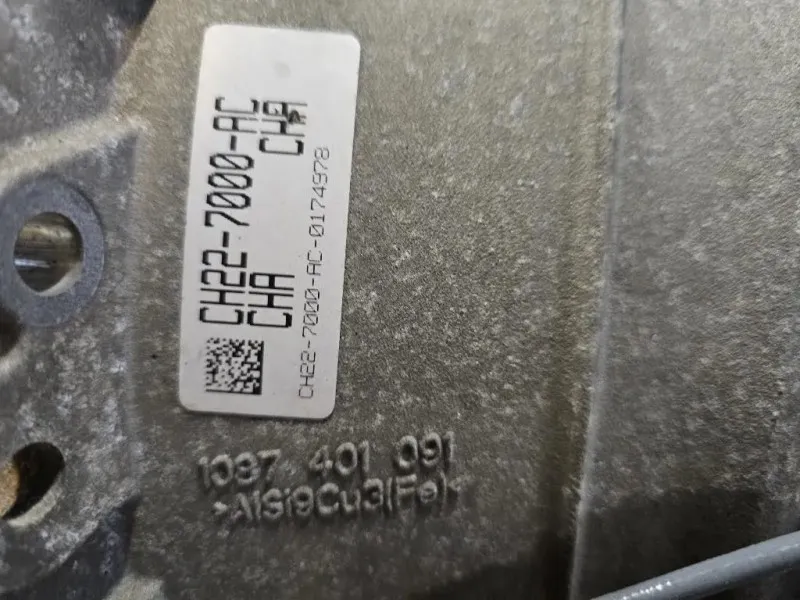 CH22-7000-AC
CHA CHA
CH22-7000-AC-0174978
1087 401 091
>AlSi9Cu3(Fe)<